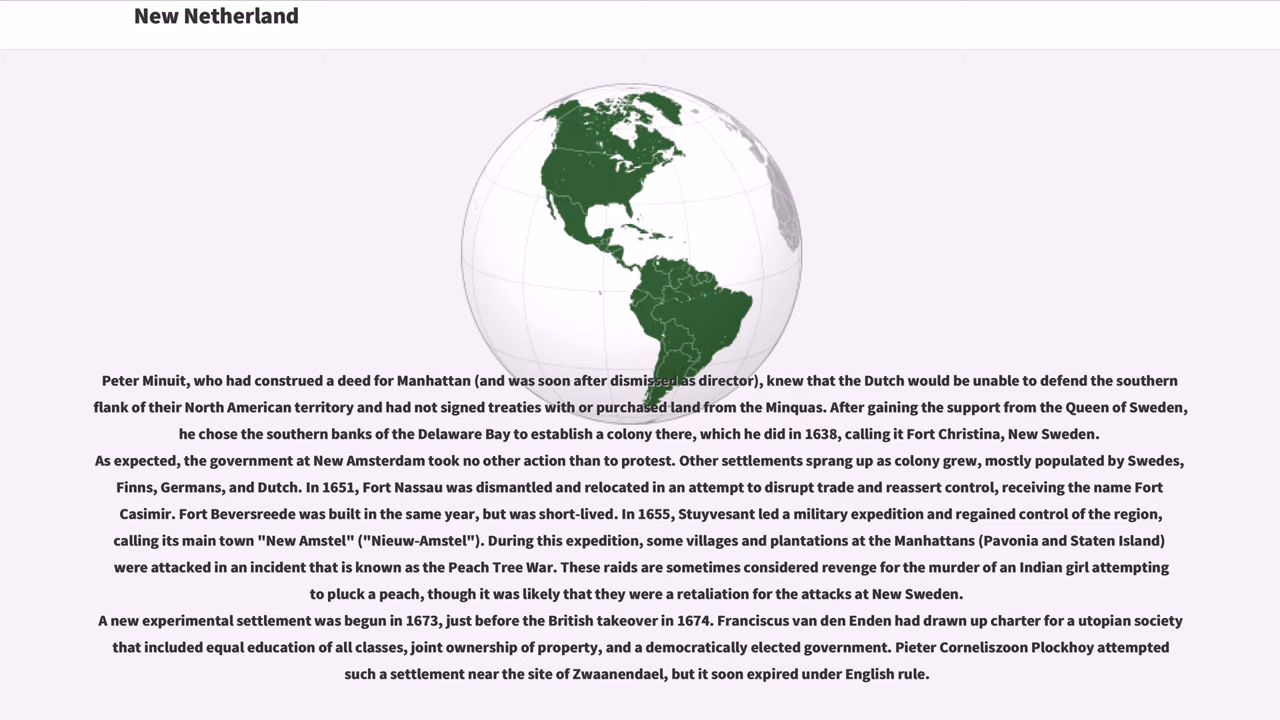 New Netherland
Peter Minuit, who had construed a deed for Manhattan (and was soon after dismissed as director), knew that the Dutch would be unable to defend the southern
flank of their North American territory and had not signed treaties with or purchased land from the Minquas. After gaining the support from the Queen of Sweden,
he chose the southern banks of the Delaware Bay to establish a colony there, which he did in 1638, calling it Fort Christina, New Sweden.
As expected, the government at New Amsterdam took no other action than to protest. Other settlements sprang up as colony grew, mostly populated by Swedes,
Finns, Germans, and Dutch. In 1651, Fort Nassau was dismantled and relocated in an attempt to disrupt trade and reassert control, receiving the name Fort
Casimir. Fort Beversreede was built in the same year, but was short-lived. In 1655, Stuyvesant led a military expedition and regained control of the region,
calling its main town "New Amstel" ("Nieuw-Amstel"). During this expedition, some villages and plantations at the Manhattans (Pavonia and Staten Island)
were attacked in an incident that is known as the Peach Tree War. These raids are sometimes considered revenge for the murder of an Indian girl attempting
to pluck a peach, though it was likely that they were a retaliation for the attacks at New Sweden.
A new experimental settlement was begun in 1673, just before the British takeover in 1674. Franciscus van den Enden had drawn up charter for a utopian society
that included equal education of all classes, joint ownership of property, and a democratically elected government. Pieter Corneliszoon Plockhoy attempted
such a settlement near the site of Zwaanendael, but it soon expired under English rule.